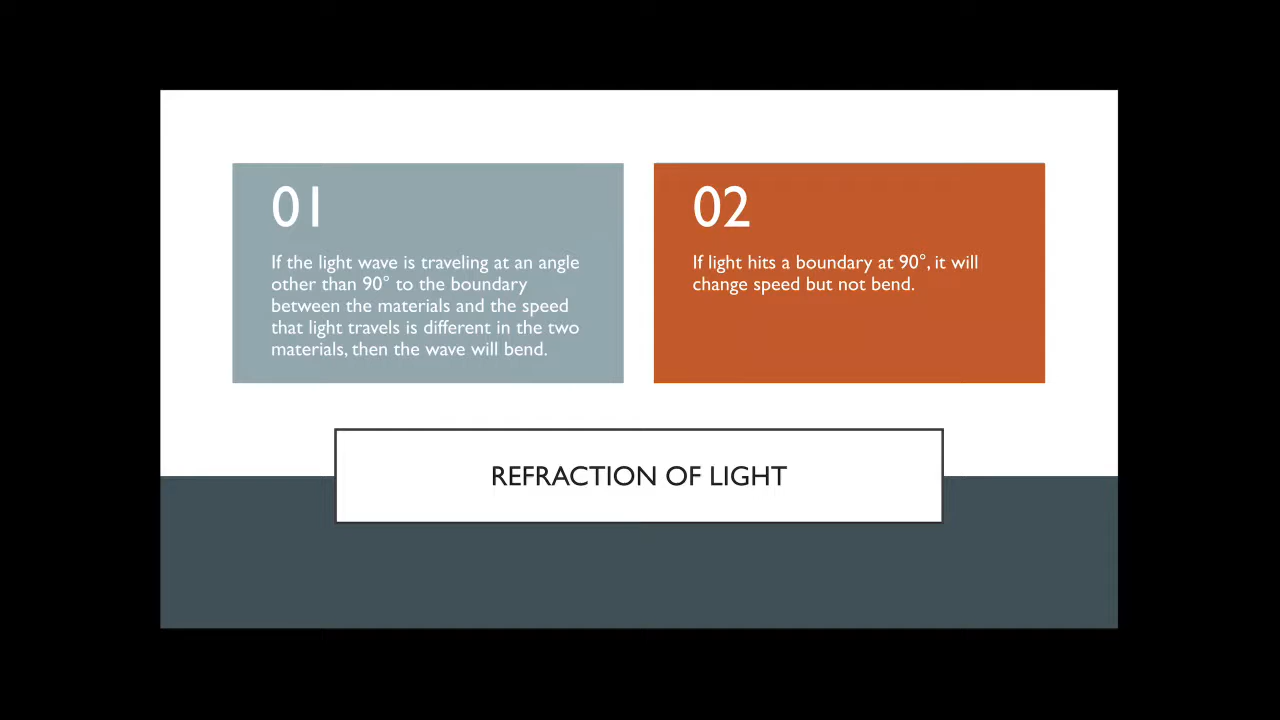 01
If the light wave is traveling at an angle
other than 90° to the boundary
between the materials and the speed
that light travels is different in the two
materials, then the wave will bend.
02
If light hits a boundary at 90°, it will
change speed but not bend.
REFRACTION OF LIGHT